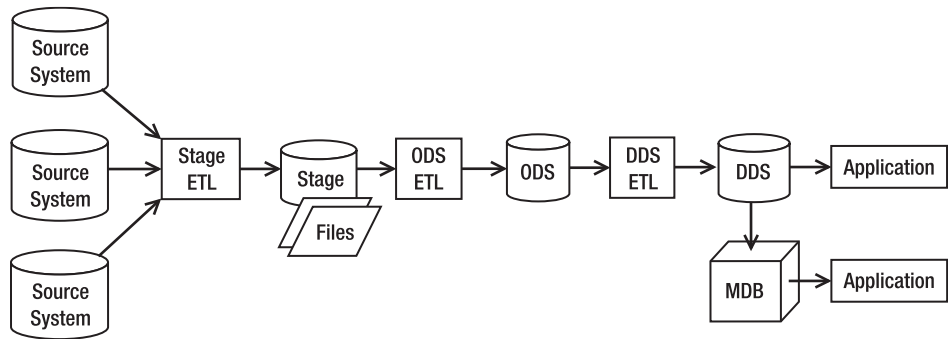 Source
System
Source
System
Source
System
Stage
ETL
Stage
Files
ODS
ETL
ODS
DDS
ETL
DDS
Application
MDB
Application